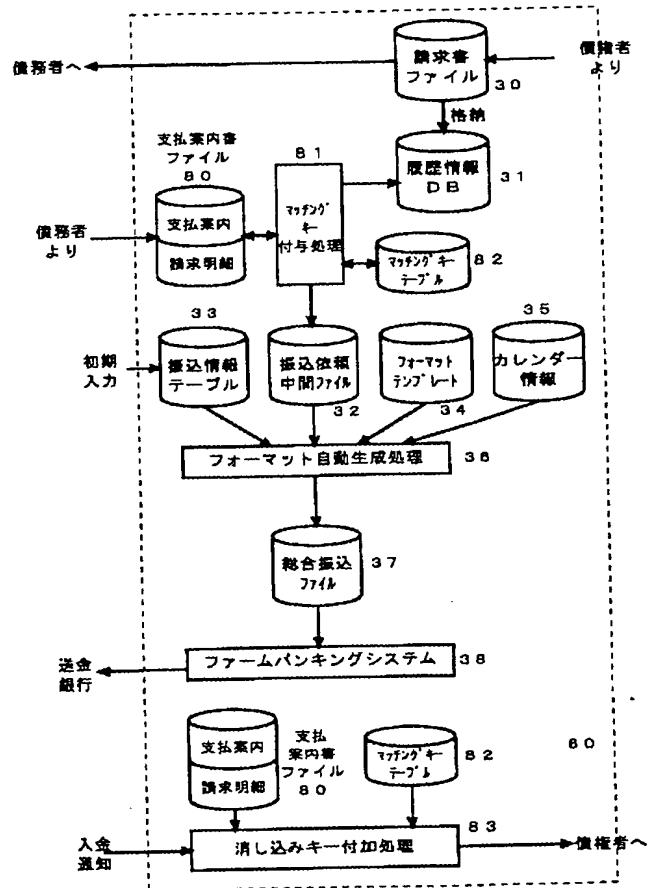 債務者へ
請求書
ファイル
30
債権者
より
格納
支払案内書
ファイル
80
81
履歴情報
DB
31
債務者
より
支払案内
請求明細
マッチング
キー
付与処理
マッチングキー
テーブル
82
33
35
初期
入力
振込情報
テーブル
振込依頼
中間ファイル
32
フォーマット
テンプレート
34
カレンダー
情報
フォーマット自動生成処理
36
総合振込
ファイル
37
送金
銀行
ファームバンキングシステム
38
支払案内
請求明細
支払
案内書
ファイル
80
マッチングキー
テーブル
82
60
入金
通知
消し込みキー付加処理
83
債権者へ